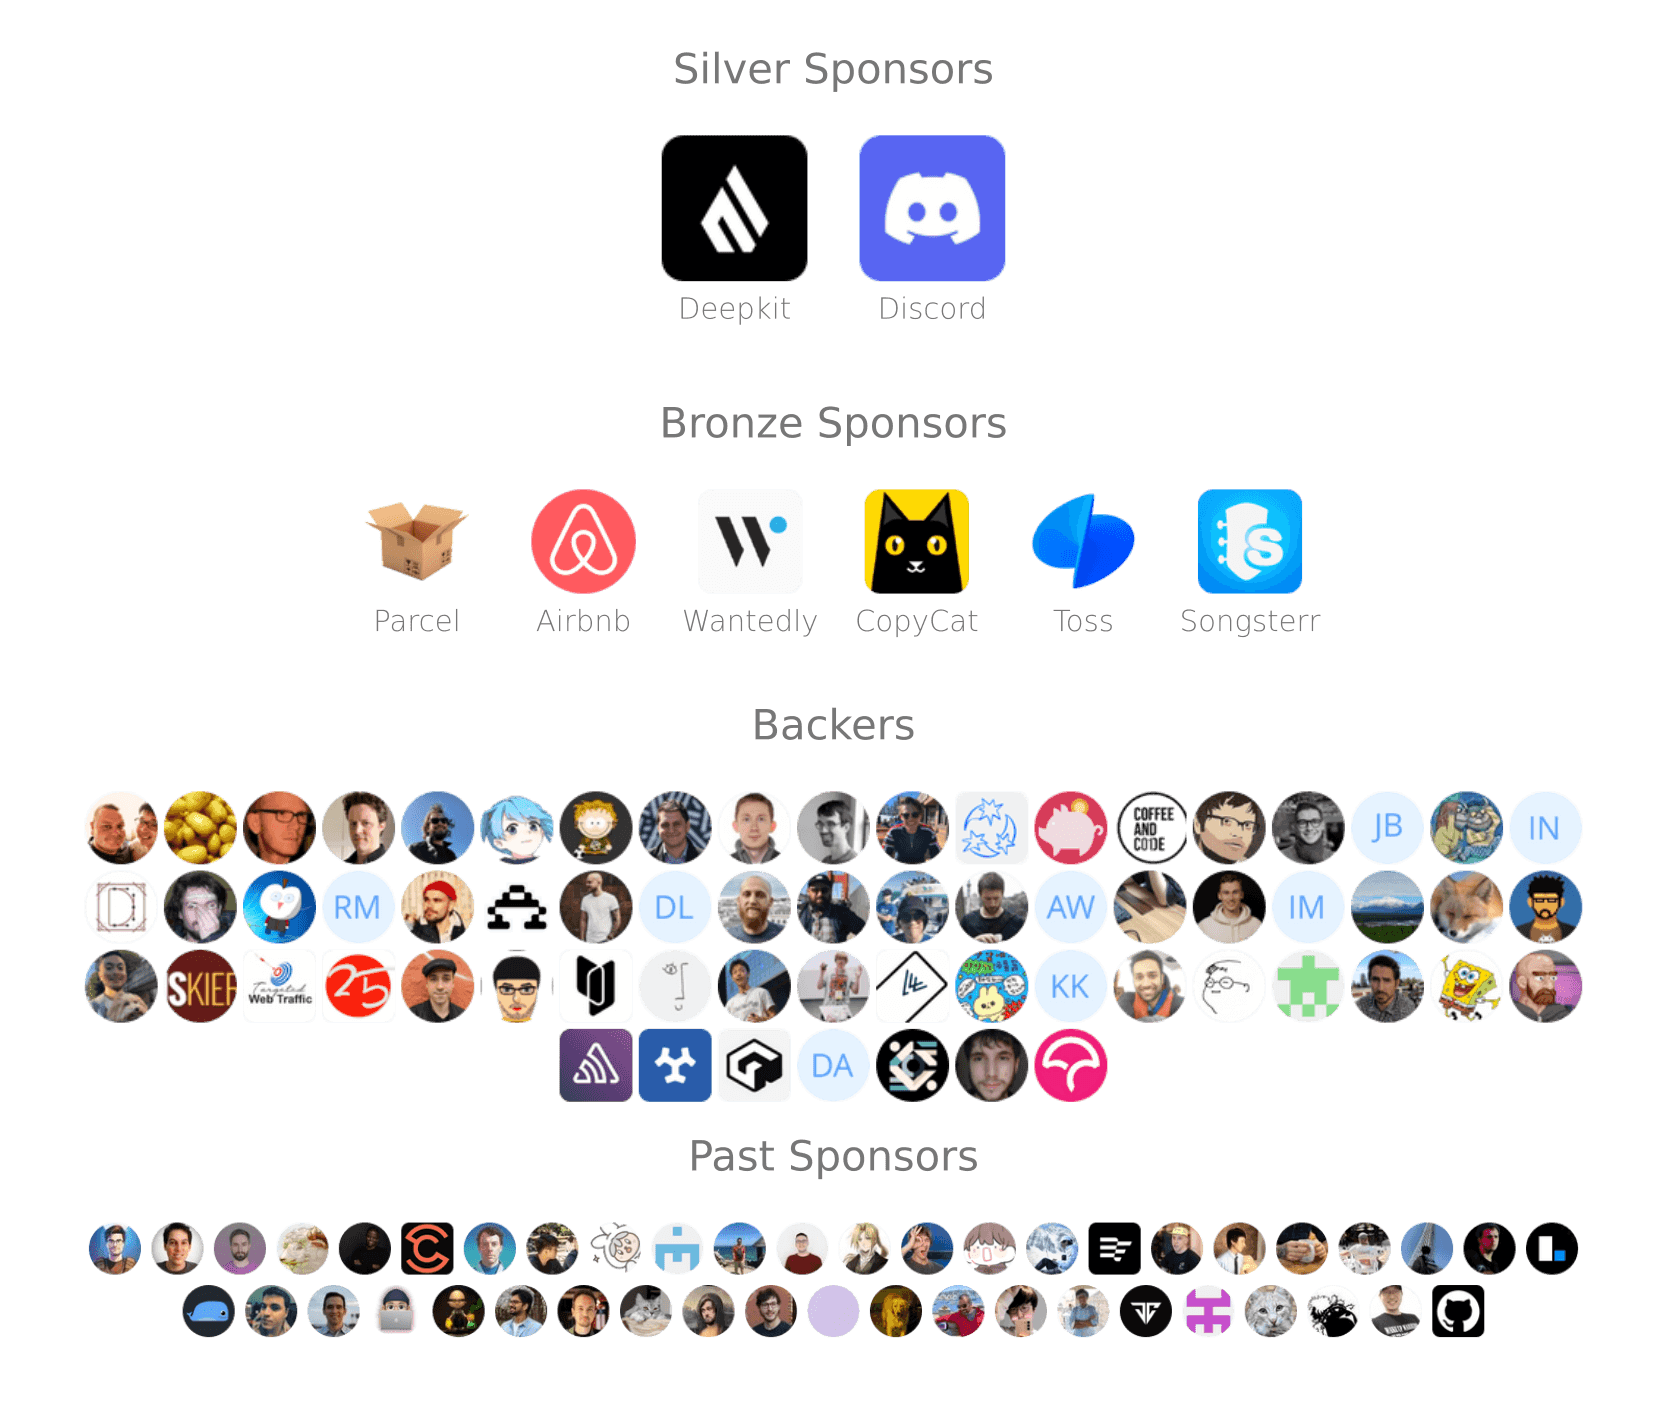 Silver Sponsors
Deepkit Discord
Bronze Sponsors
Parcel Airbnb Wantedly CopyCat Toss Songsterr
Backers
COFFEE
AND
CODE
JB IN
RM DL AW IM
SKIEF
Targeted
Web Traffic
25
KK
DA
Past Sponsors